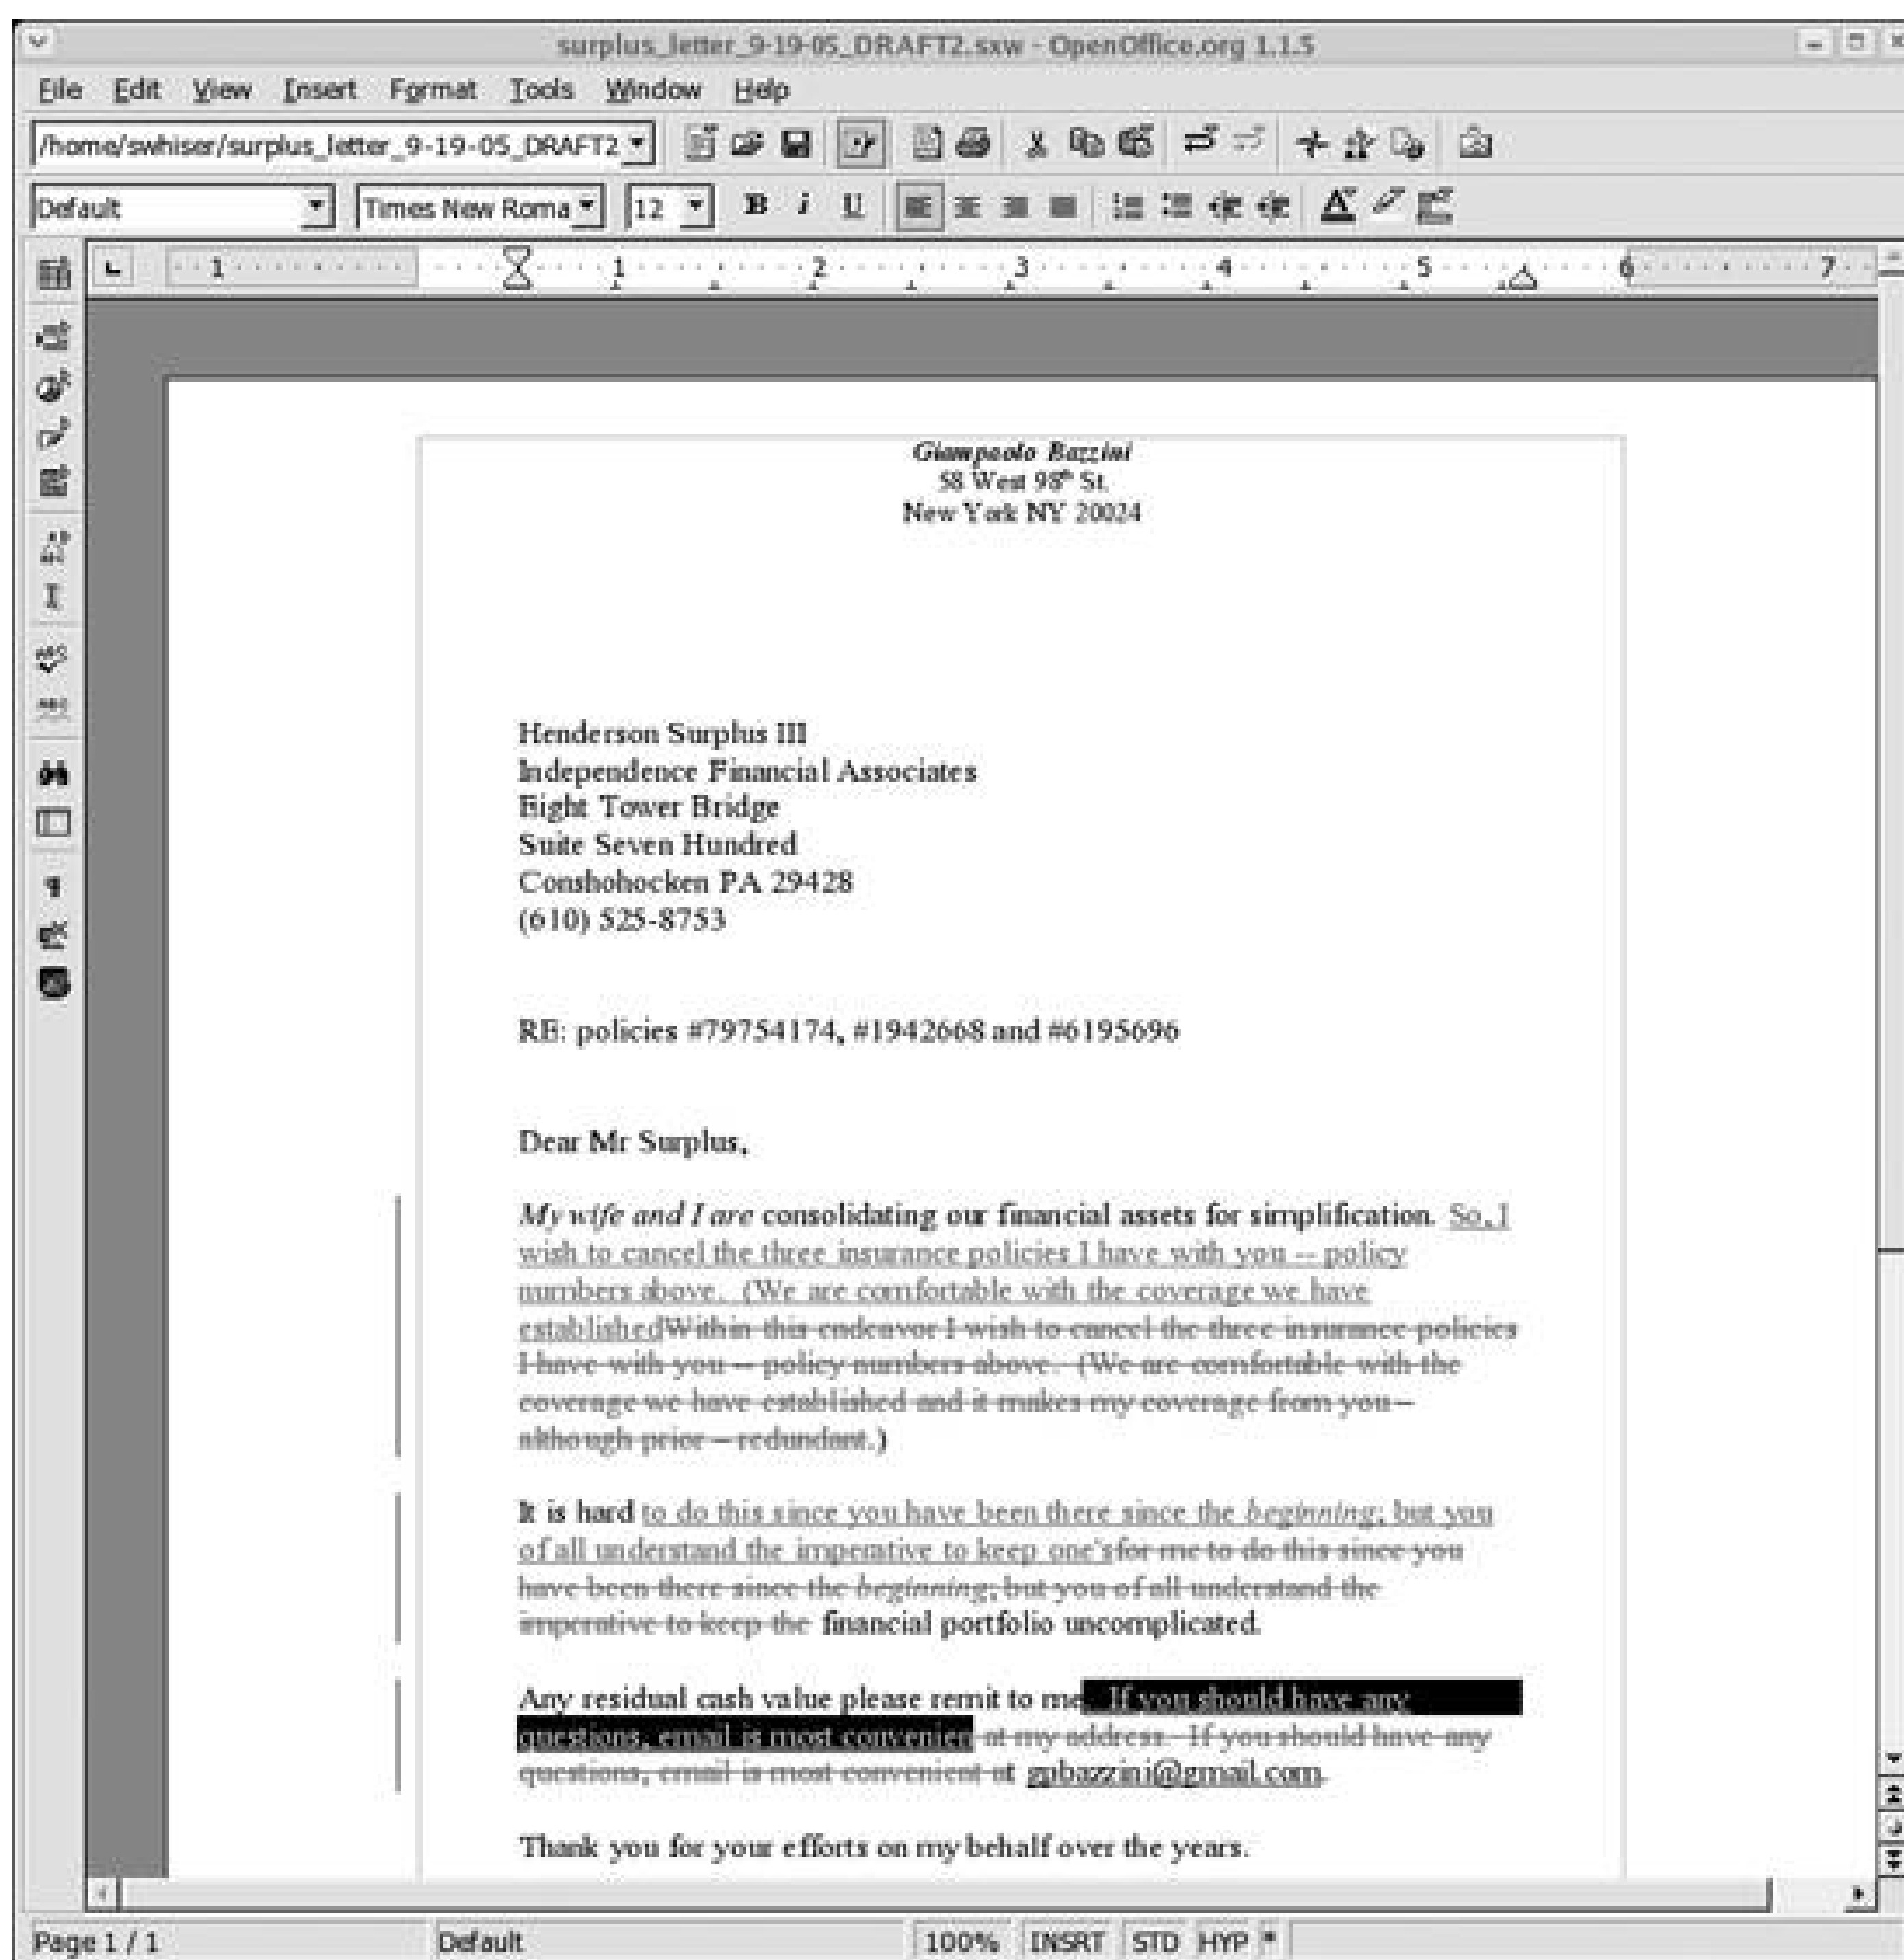 surplus_letter_9-19-05_DRAFT2.sxw - OpenOffice.org 1.1.5
File Edit View Insert Format Tools Window Help
/home/swhiser/surplus_letter_9-19-05_DRAFT2
Default Times New Roma 12 B i U
1 1 2 3 4 5 6 7
Giampaolo Bazzini
58 West 98th St.
New York NY 20024
Henderson Surplus III
Independence Financial Associates
Eight Tower Bridge
Suite Seven Hundred
Conshohocken PA 29428
(610) 525-8753
RE: policies #79754174, #1942668 and #6195696
Dear Mr Surplus,
My wife and I are consolidating our financial assets for simplification. So, I
wish to cancel the three insurance policies I have with you -- policy
numbers above. (We are comfortable with the coverage we have
establishedWithin this endeavor I wish to cancel the three insurance policies
I have with you -- policy numbers above. (We are comfortable with the
coverage we have established and it makes my coverage from you--
although prior--redundant.)
It is hard to do this since you have been there since the beginning; but you
of all understand the imperative to keep one'sfor me to do this since you
have been there since the beginning; but you of all understand the
imperative to keep the financial portfolio uncomplicated.
Any residual cash value please remit to me. If you should have any
questions, email is most convenien at my address. If you should have any
questions, email is most convenient at gpbazzini@gmail.com.
Thank you for your efforts on my behalf over the years.
Page 1 / 1 Default 100% INSRT STD HYP *